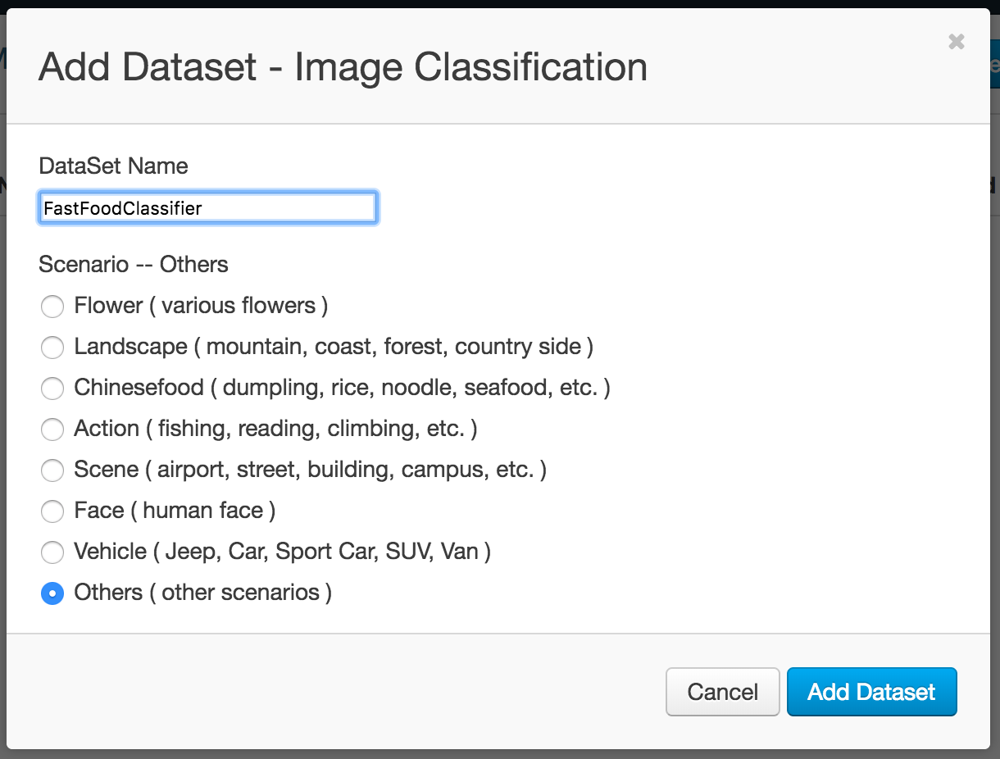 Add Dataset - Image Classification
DataSet Name
FastFoodClassifier
Scenario -- Others
Flower ( various flowers )
Landscape ( mountain, coast, forest, country side )
Chinesefood ( dumpling, rice, noodle, seafood, etc. )
Action ( fishing, reading, climbing, etc. )
Scene ( airport, street, building, campus, etc. )
Face ( human face )
Vehicle ( Jeep, Car, Sport Car, SUV, Van )
Others ( other scenarios )
Cancel
Add Dataset